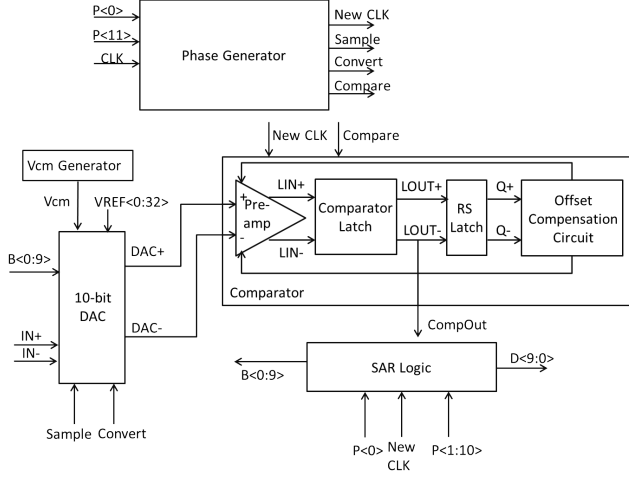 P<0>
P<11>
CLK
Phase Generator
New CLK
Sample
Convert
Compare
New CLK
Compare
Vcm Generator
Vcm
VREF<0:32>
B<0:9>
10-bit
DAC
IN+
IN-
DAC+
DAC-
Sample
Convert
+
Pre-
amp
-
LIN+
LIN-
Comparator
Latch
LOUT+
LOUT-
RS
Latch
Q+
Q-
Offset
Compensation
Circuit
Comparator
CompOut
SAR Logic
B<0:9>
D<9:0>
P<0>
New
CLK
P<1:10>